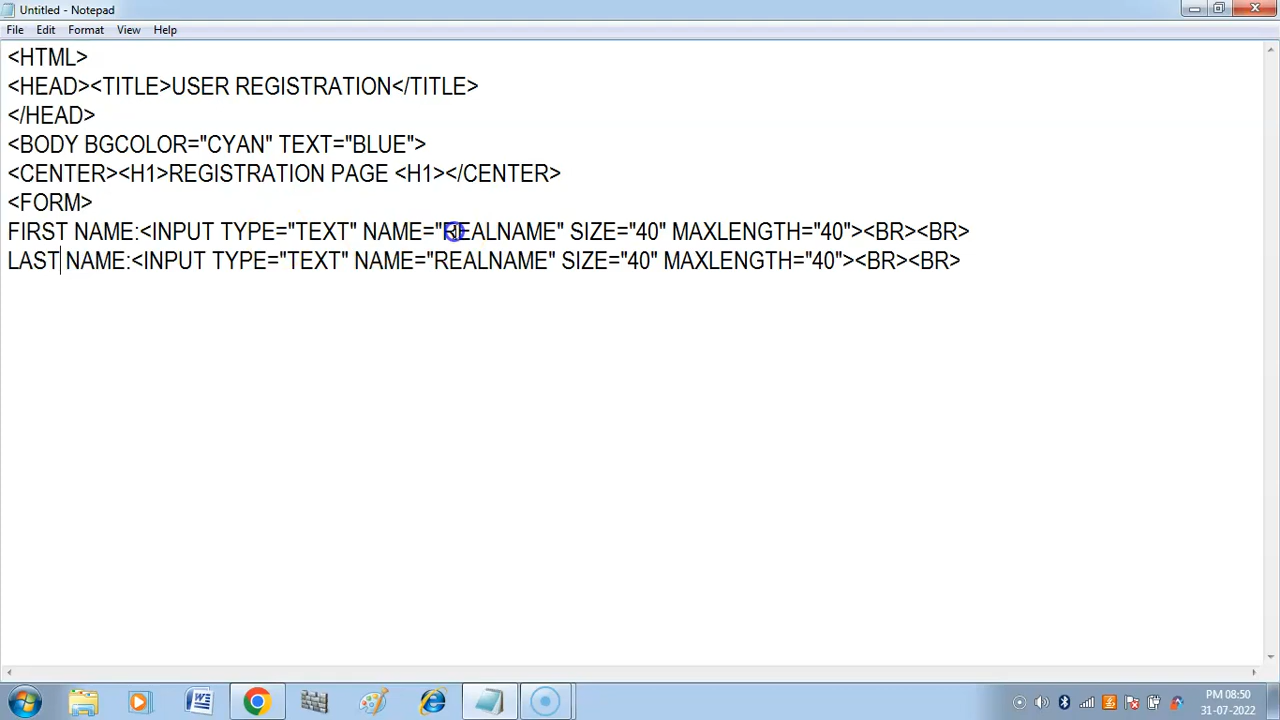 Untitled - Notepad
File Edit Format View Help
<HTML>
<HEAD><TITLE>USER REGISTRATION</TITLE>
</HEAD>
<BODY BGCOLOR="CYAN" TEXT="BLUE">
<CENTER><H1>REGISTRATION PAGE <H1></CENTER>
<FORM>
FIRST NAME:<INPUT TYPE="TEXT" NAME="REALNAME" SIZE="40" MAXLENGTH="40"><BR><BR>
LAST NAME:<INPUT TYPE="TEXT" NAME="REALNAME" SIZE="40" MAXLENGTH="40"><BR><BR>
PM 08:50
31-07-2022